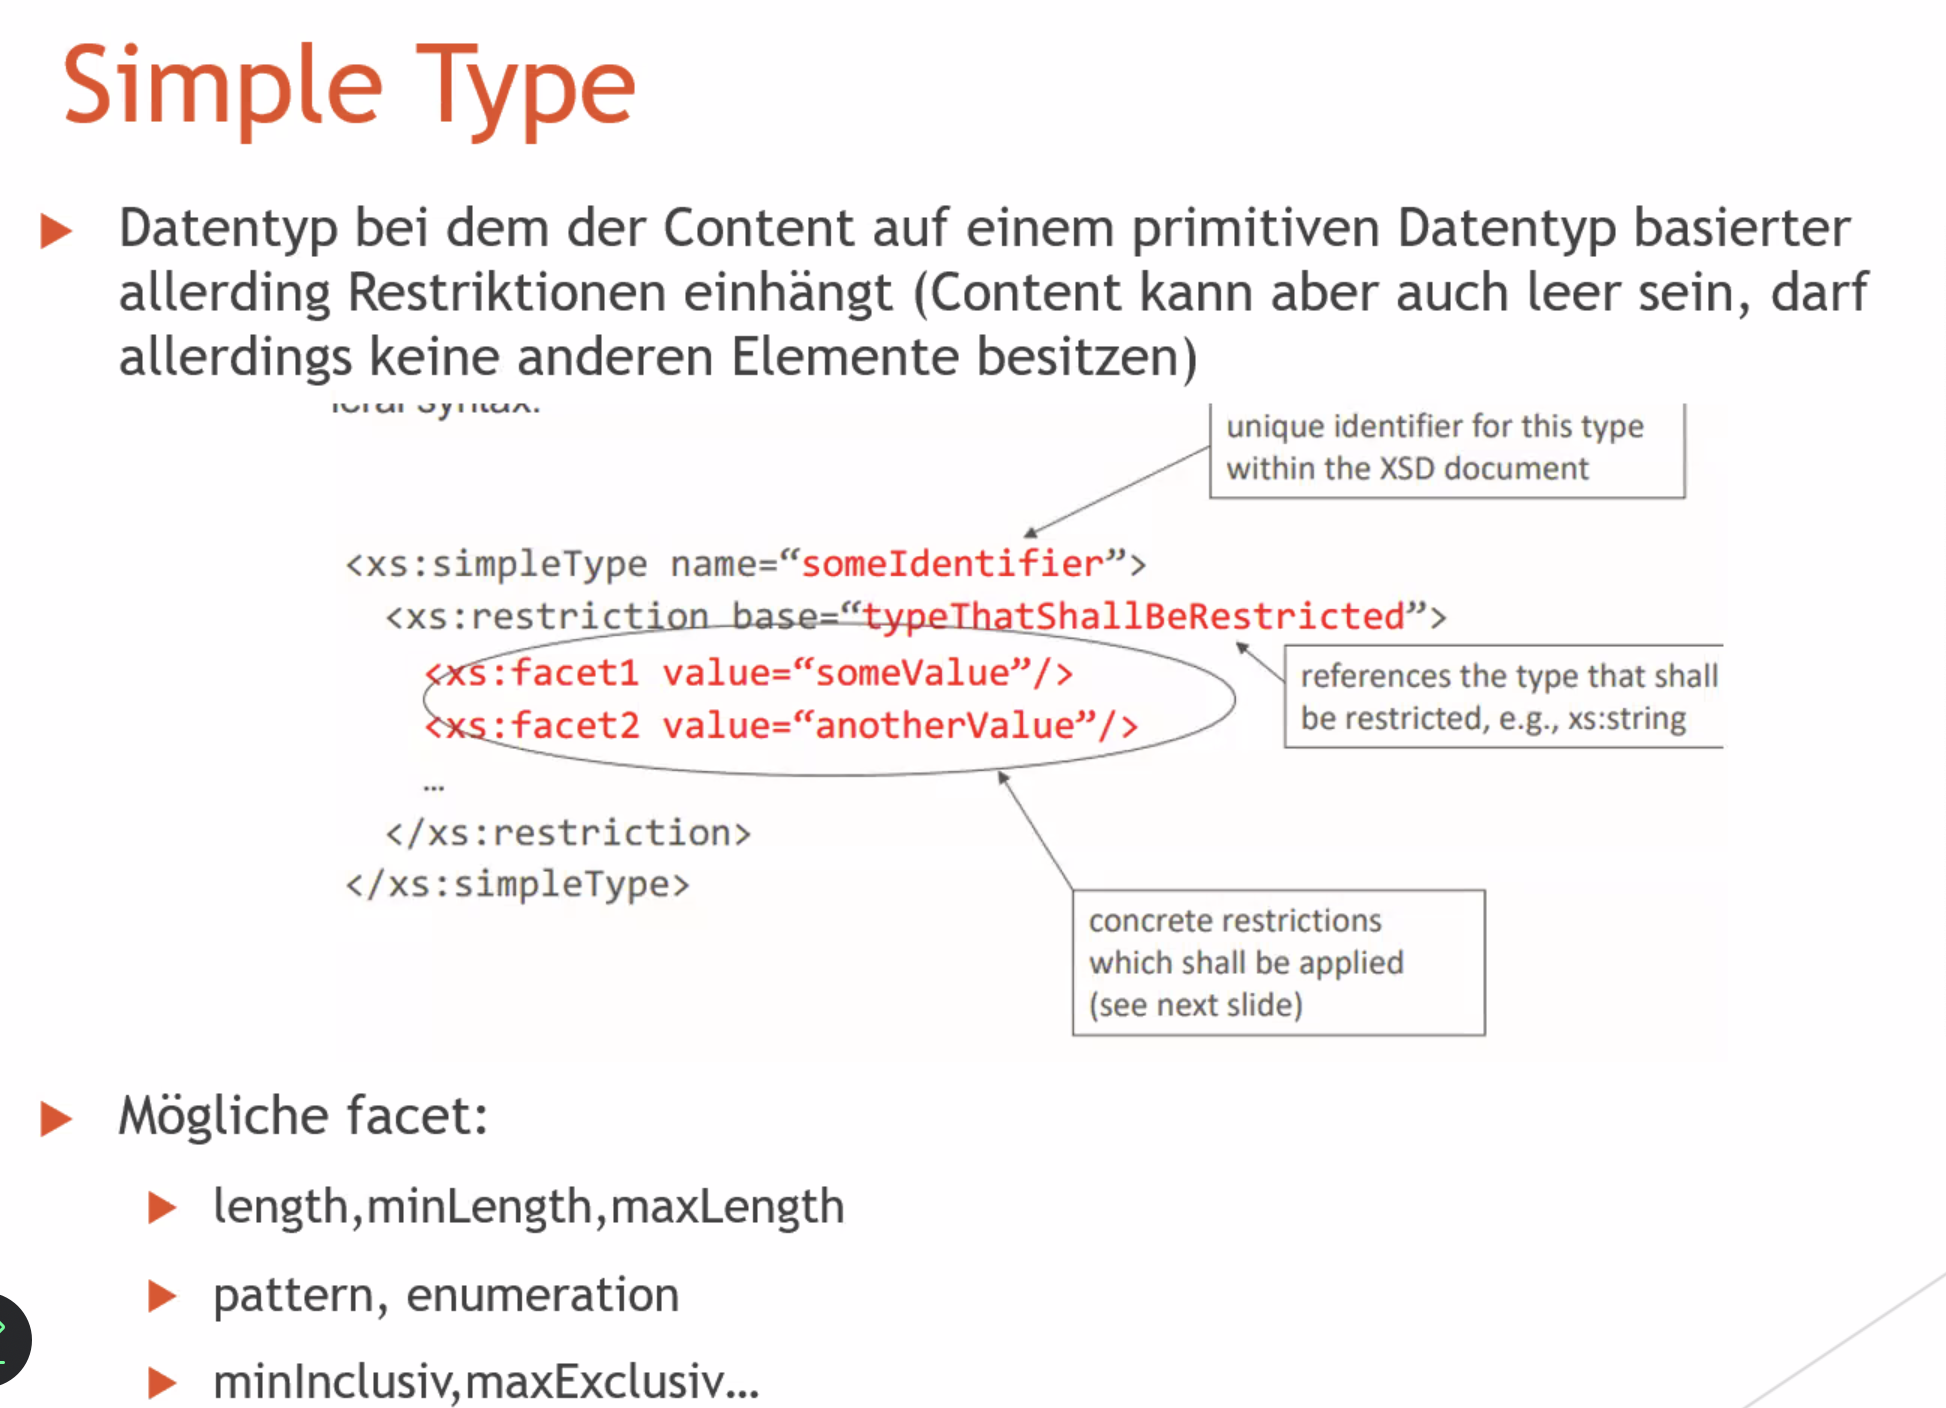 Simple Type
Datentyp bei dem der Content auf einem primitiven Datentyp basierter
allerding Restriktionen einhängt (Content kann aber auch leer sein, darf
allerdings keine anderen Elemente besitzen)
syntax:
unique identifier for this type
within the XSD document
<xs:simpleType name=“someIdentifier”>
<xs:restriction base=“typeThatShallBeRestricted”>
<xs:facet1 value=“someValue”/>
<xs:facet2 value=“anotherValue”/>
…
</xs:restriction>
</xs:simpleType>
references the type that shall
be restricted, e.g., xs:string
concrete restrictions
which shall be applied
(see next slide)
Mögliche facet:
length,minLength,maxLength
pattern, enumeration
minInclusiv,maxExclusiv…